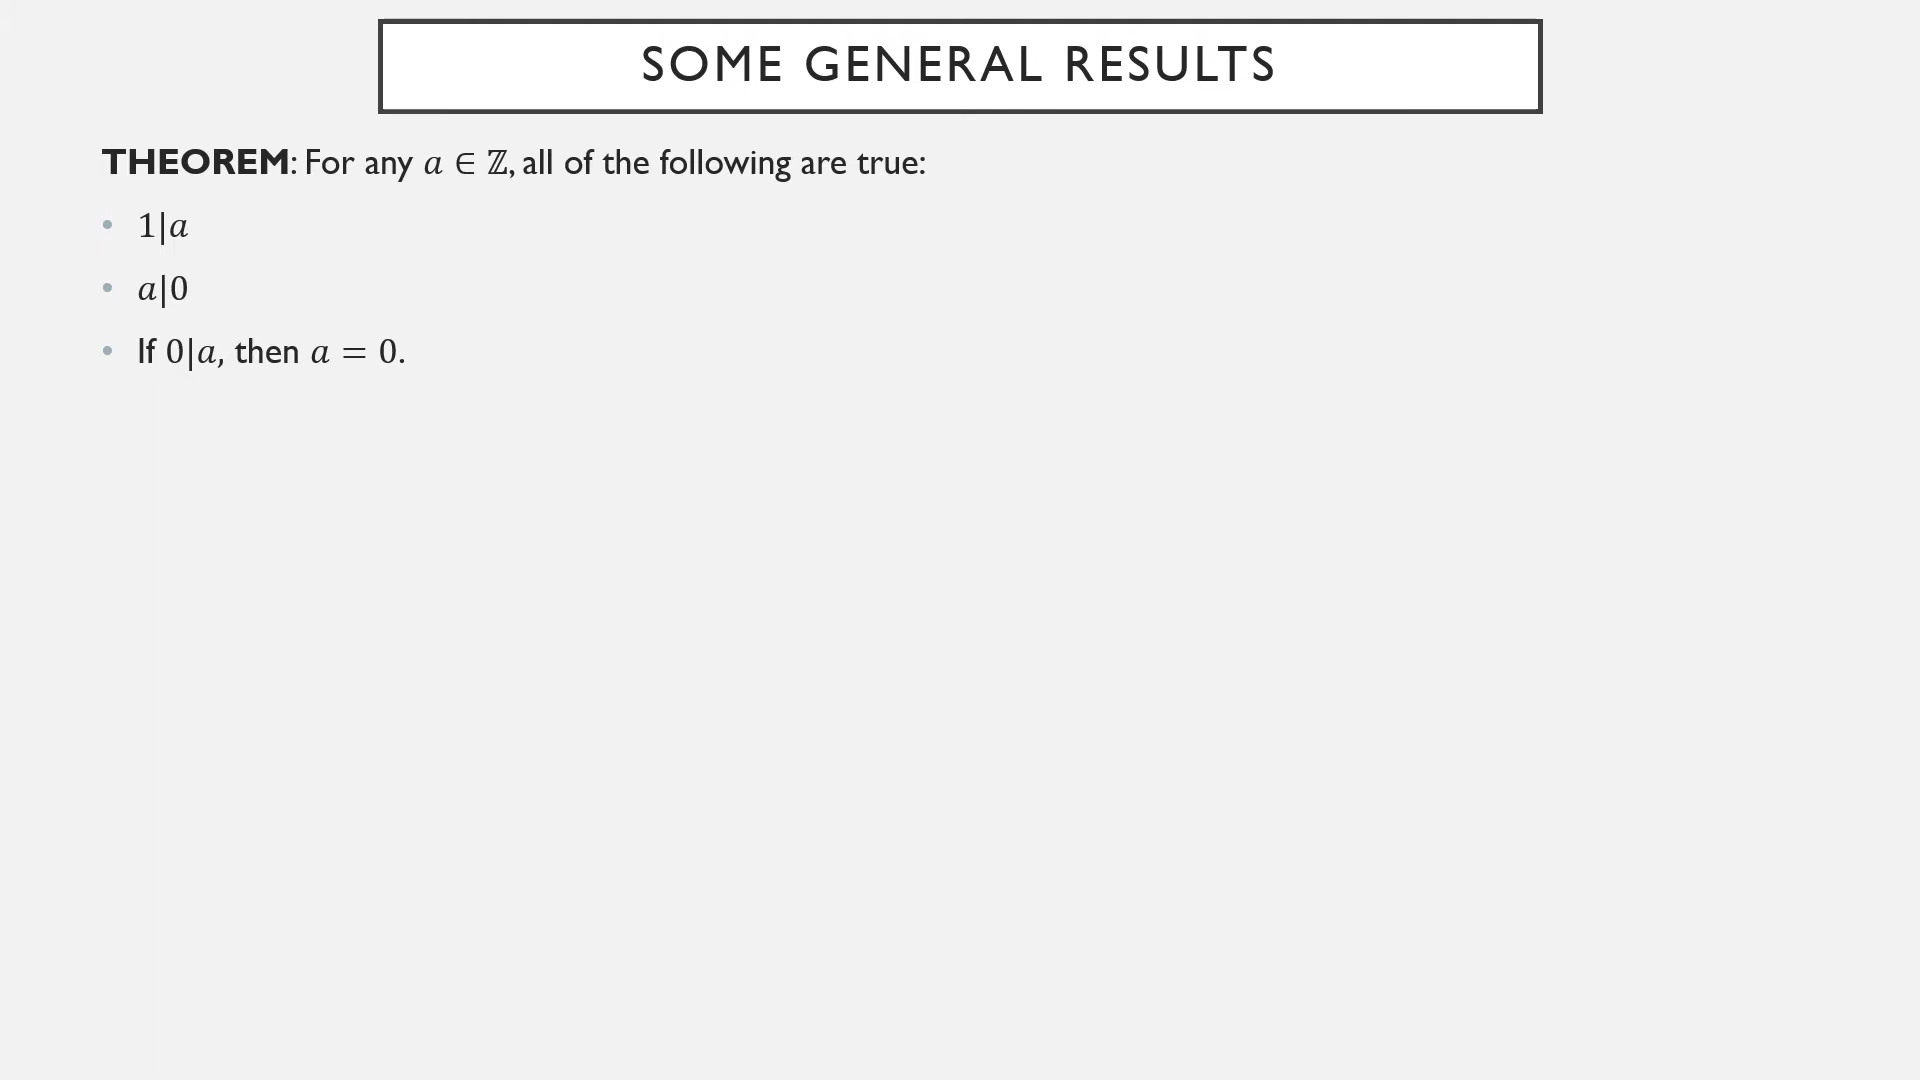 SOME GENERAL RESULTS
THEOREM: For any a ∈ ℤ, all of the following are true:
• 1|a
• a|0
• If 0|a, then a = 0.